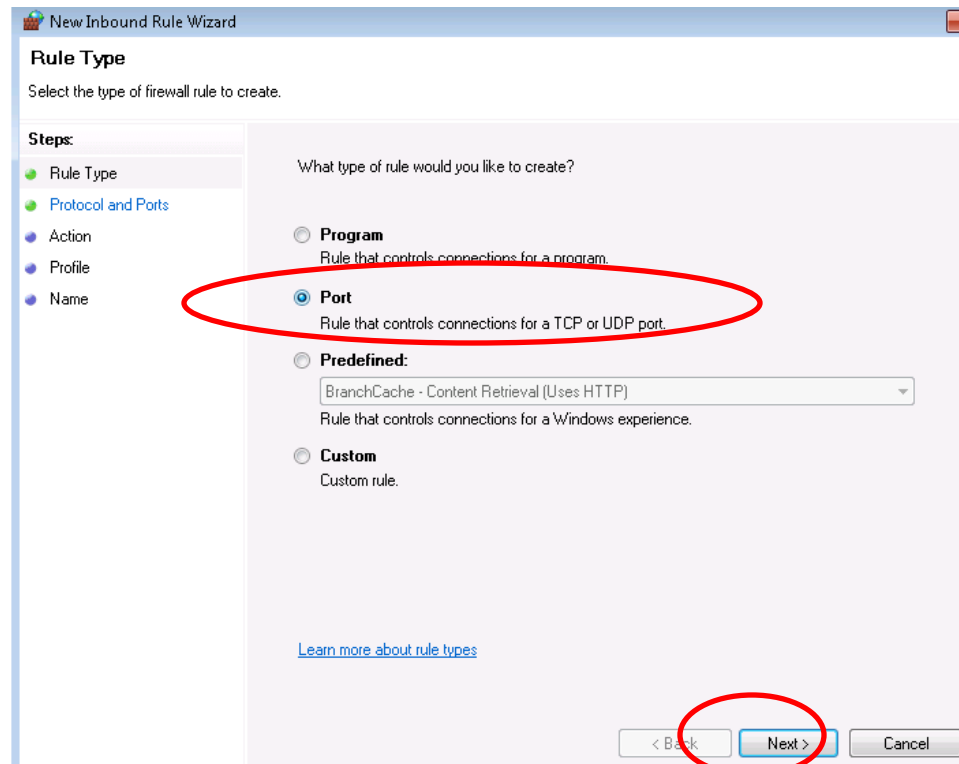 New Inbound Rule Wizard
Rule Type
Select the type of firewall rule to create.
Steps:
Rule Type
Protocol and Ports
Action
Profile
Name
What type of rule would you like to create?
Program
Rule that controls connections for a program.
Port
Rule that controls connections for a TCP or UDP port.
Predefined:
BranchCache - Content Retrieval (Uses HTTP)
Rule that controls connections for a Windows experience.
Custom
Custom rule.
Learn more about rule types
< Back Next > Cancel